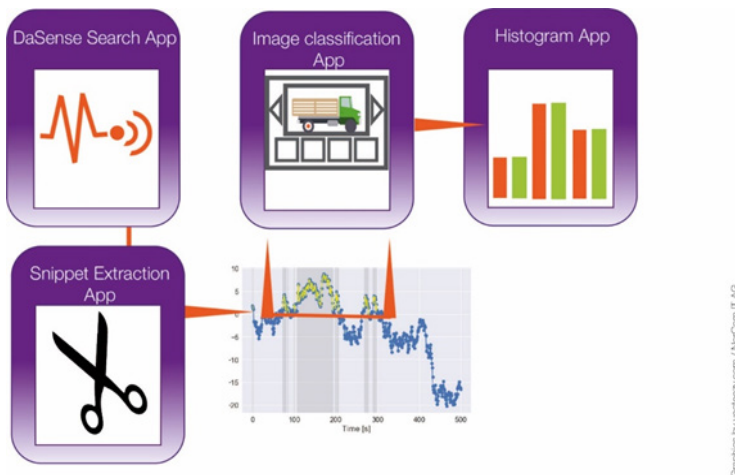 DaSense Search App
Image classification
App
Histogram App
Snippet Extraction
App
10
5
0
-5
-10
-15
-20
0
100
200
300
400
500
Time [s]